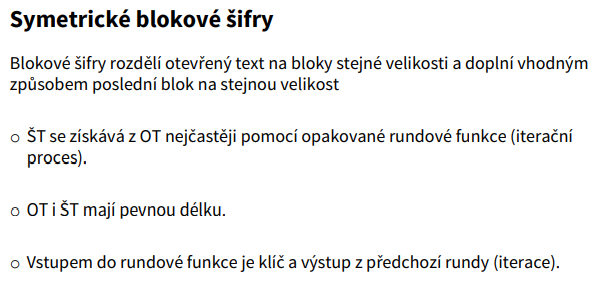 Symetrické blokové šifry
Blokové šifry rozdělí otevřený text na bloky stejné velikosti a doplní vhodným
způsobem poslední blok na stejnou velikost
○ ŠT se získává z OT nejčastěji pomocí opakované rundové funkce (iterační
proces).
○ OT i ŠT mají pevnou délku.
○ Vstupem do rundové funkce je klíč a výstup z předchozí rundy (iterace).